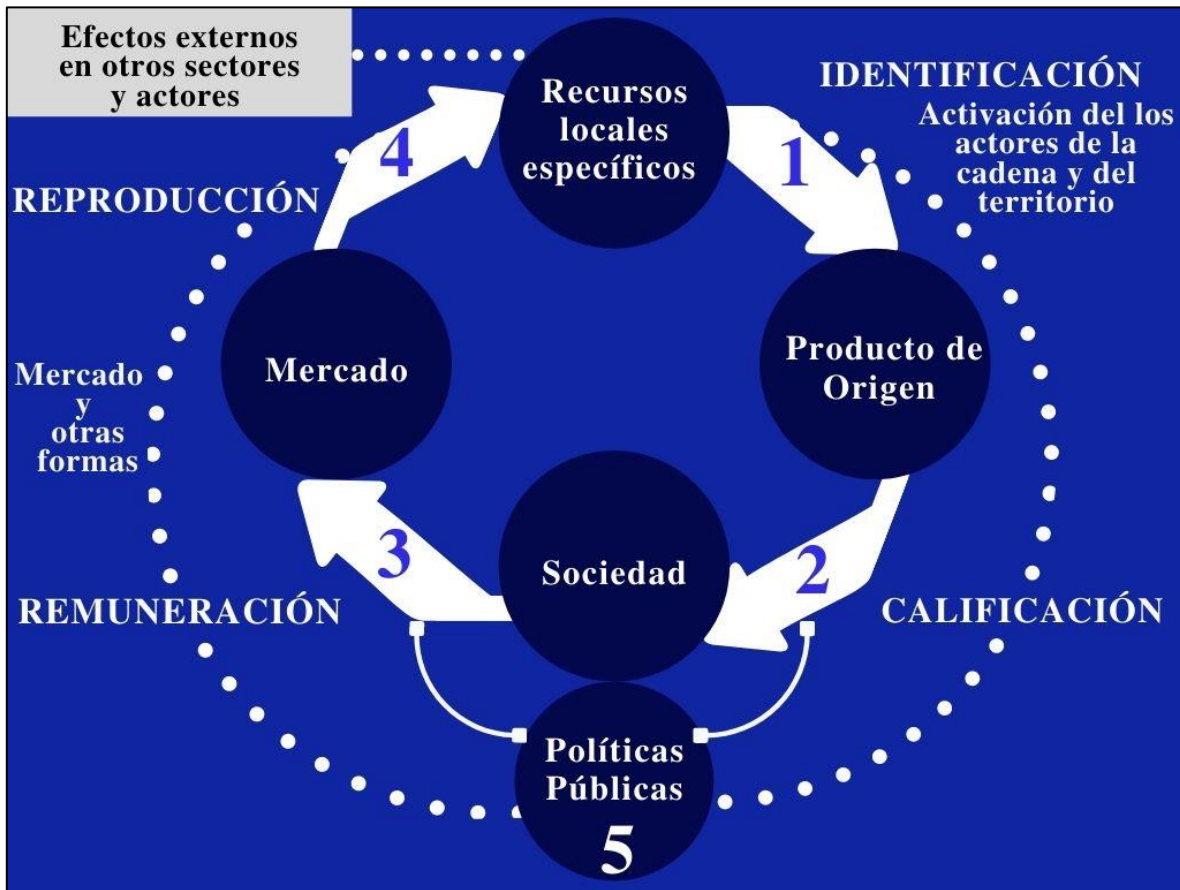 Efectos externos
en otros sectores
y actores
Recursos
locales
específicos
IDENTIFICACIÓN
Activación del los
actores de la
cadena y del
territorio
1
4
REPRODUCCIÓN
Mercado
Producto de
Origen
Mercado
y
otras
formas
3
Sociedad
2
REMUNERACIÓN
CALIFICACIÓN
Políticas
Públicas
5